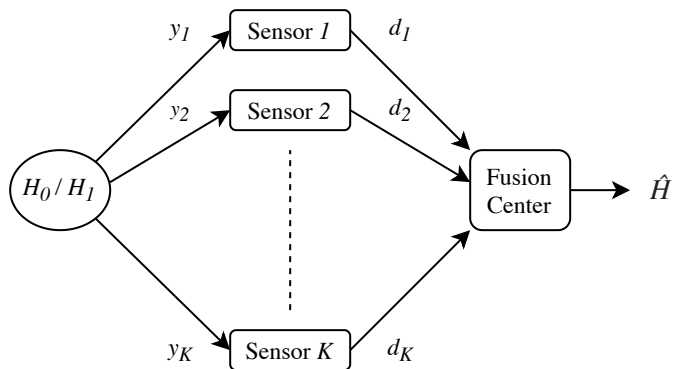 y1 Sensor 1 d1
y2 Sensor 2 d2
H0 / H1
Fusion
Center
Ĥ
yK Sensor K dK